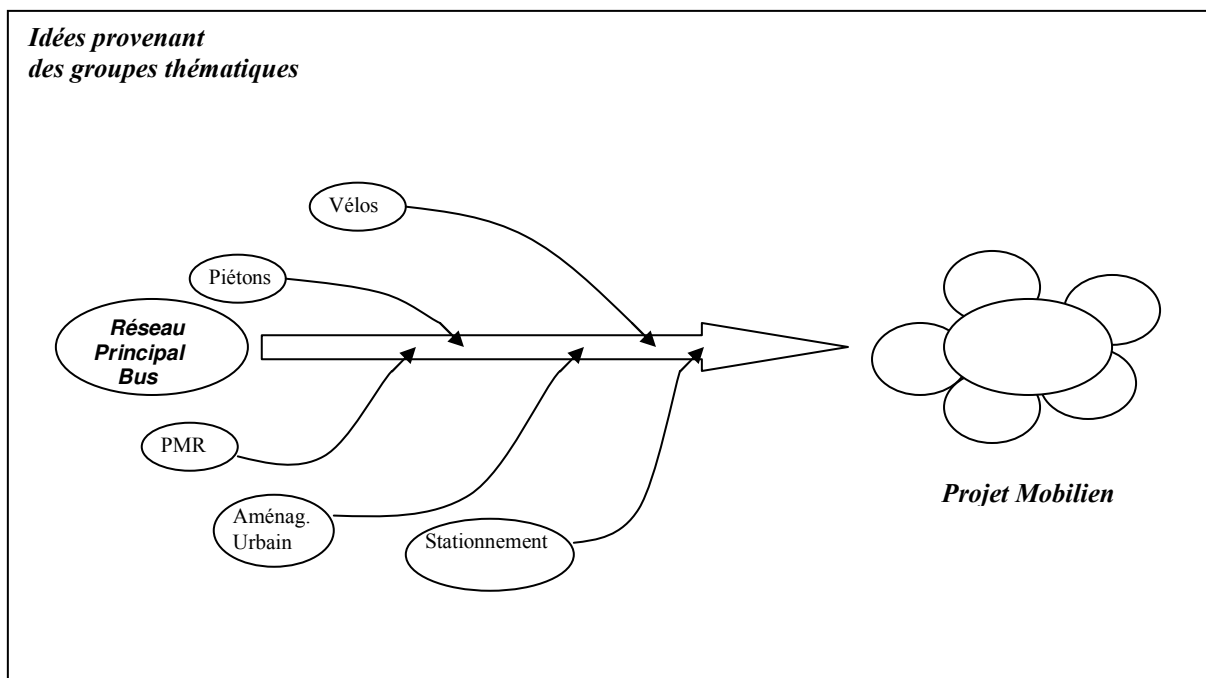 Idées provenant
des groupes thématiques
Vélos
Piétons
Réseau
Principal
Bus
PMR
Aménag.
Urbain
Stationnement
Projet Mobilien